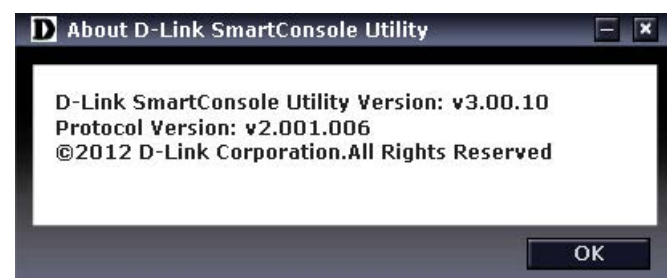 D About D-Link SmartConsole Utility
D-Link SmartConsole Utility Version: v3.00.10
Protocol Version: v2.001.006
©2012 D-Link Corporation.All Rights Reserved
OK